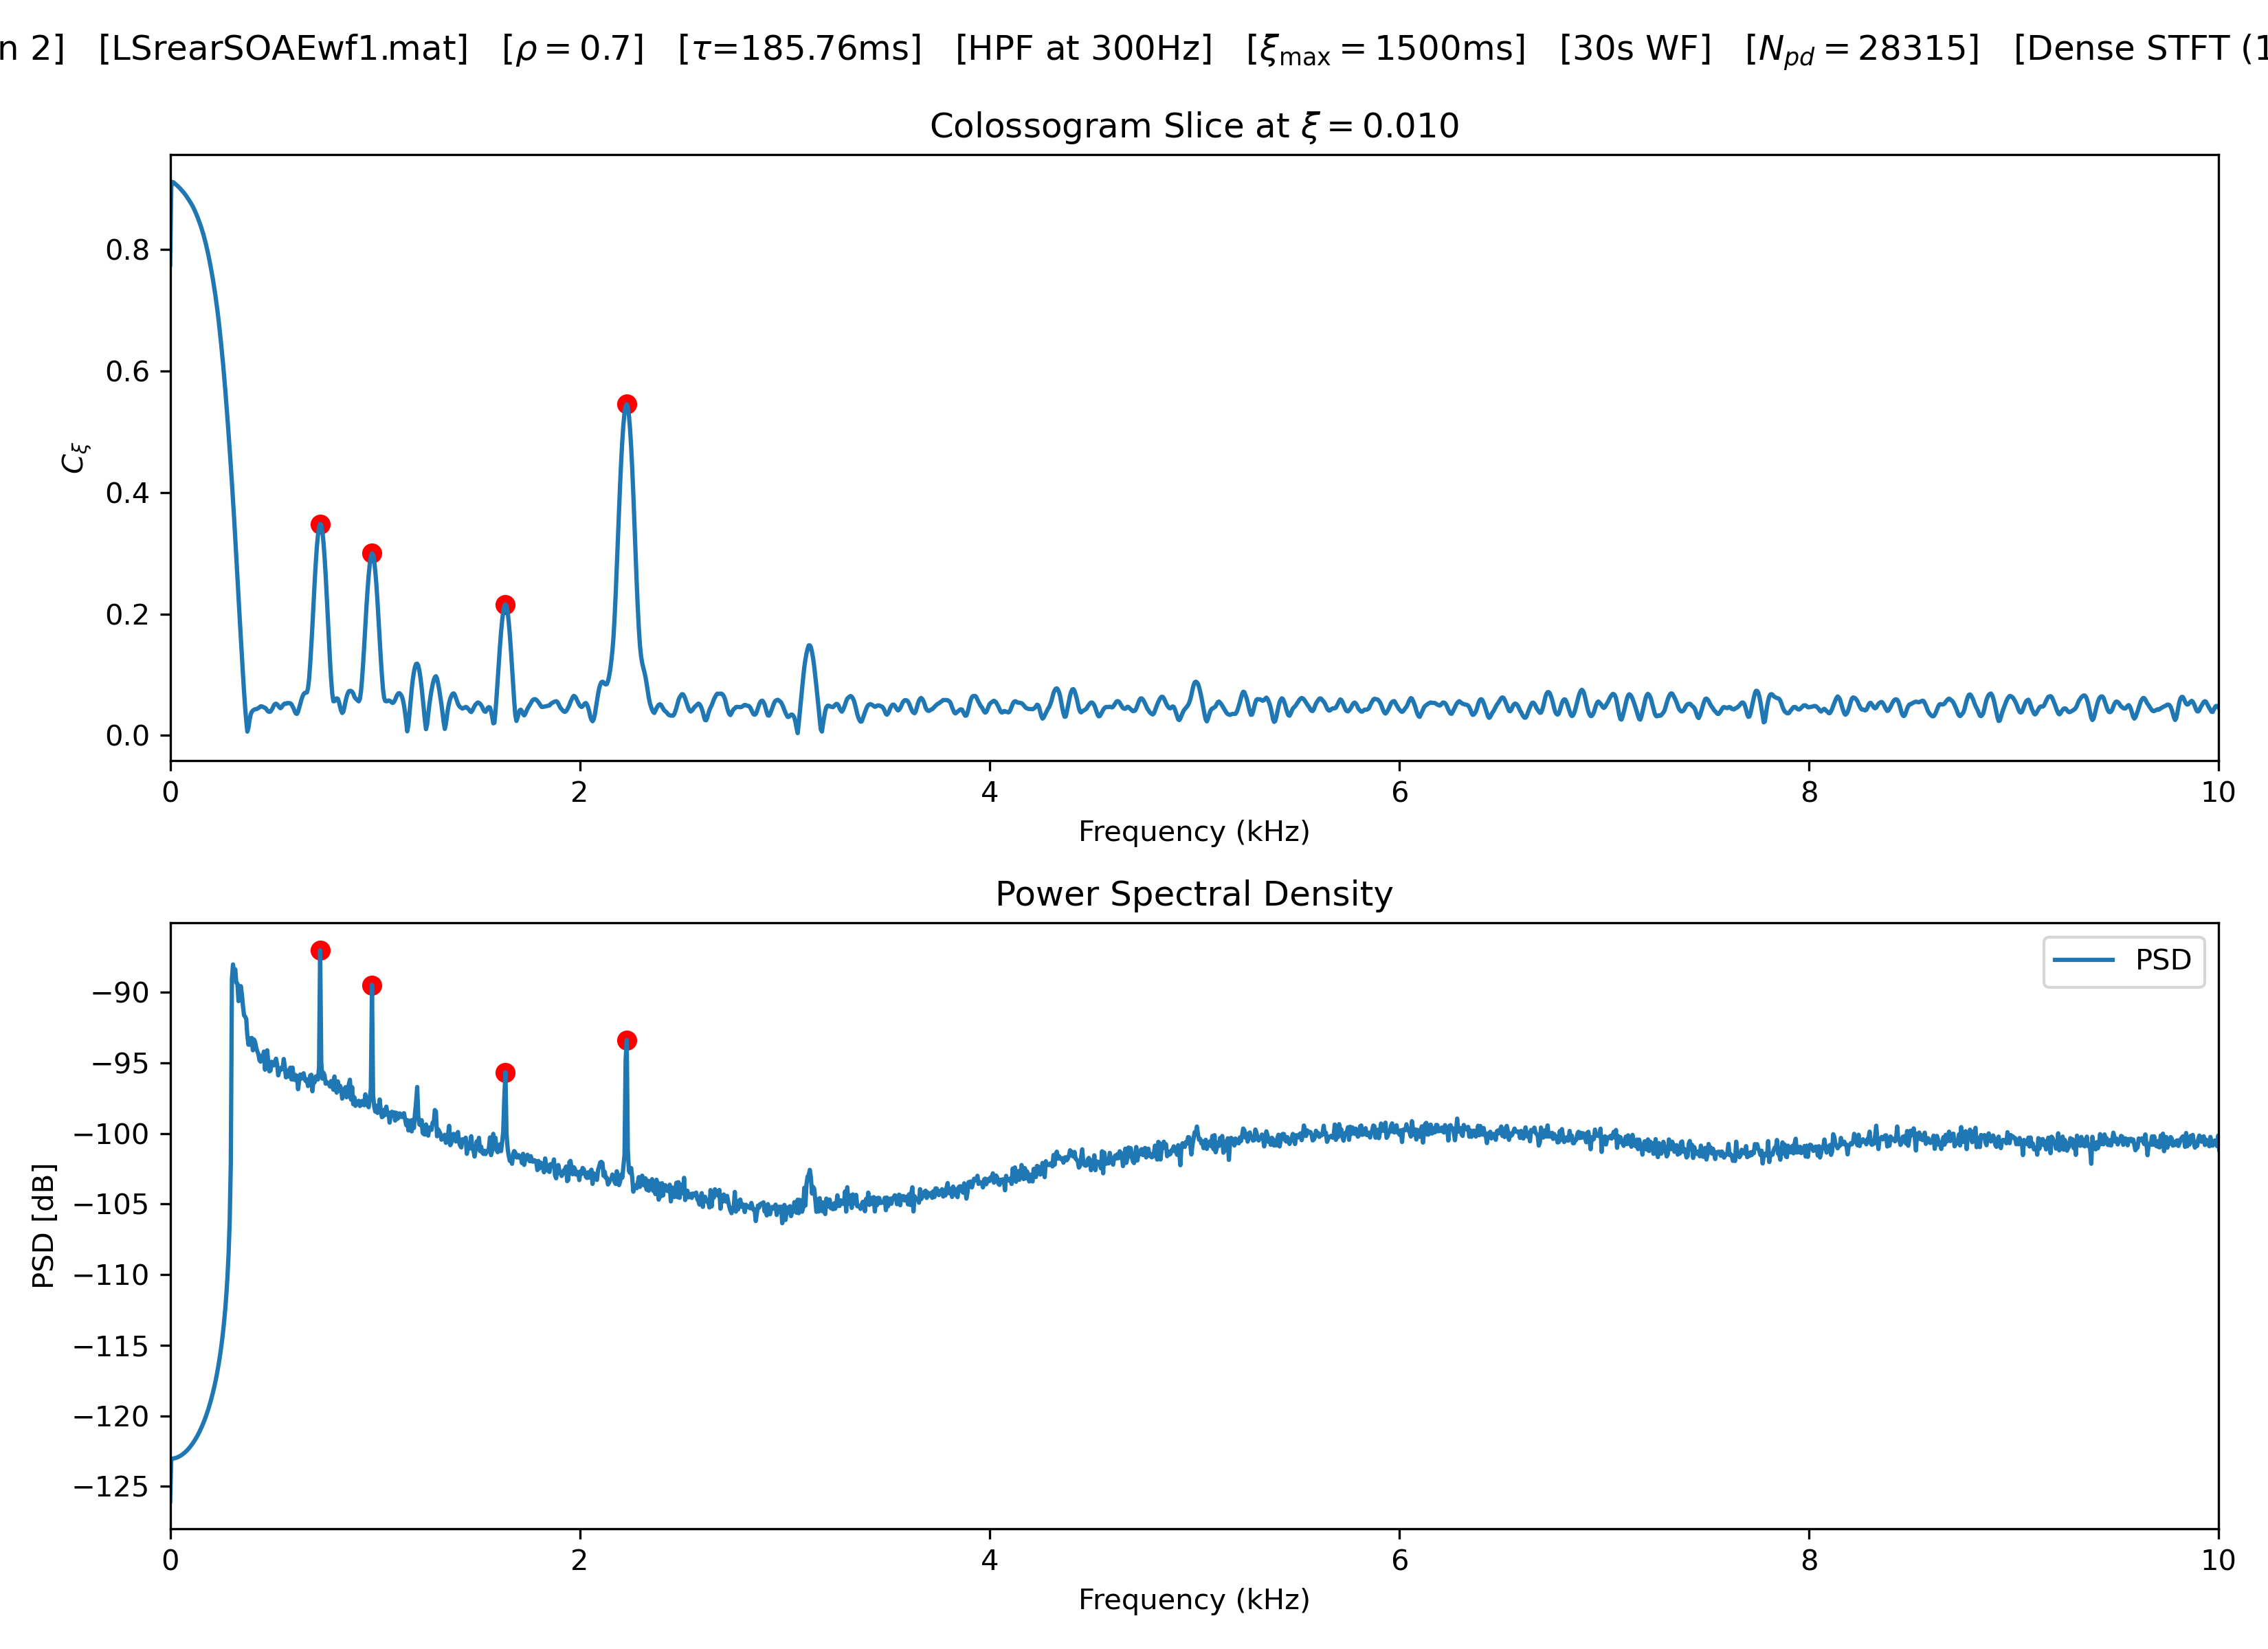 n 2] [LSrearSOAEwf1.mat] [ρ = 0.7] [τ=185.76ms] [HPF at 300Hz] [ξmax = 1500ms] [30s WF] [Npd = 28315] [Dense STFT (1
Colossogram Slice at ξ = 0.010
Cξ
0.8
0.6
0.4
0.2
0.0
0 2 4 6 8 10
Frequency (kHz)
Power Spectral Density
PSD
PSD [dB]
−90
−95
−100
−105
−110
−115
−120
−125
0 2 4 6 8 10
Frequency (kHz)